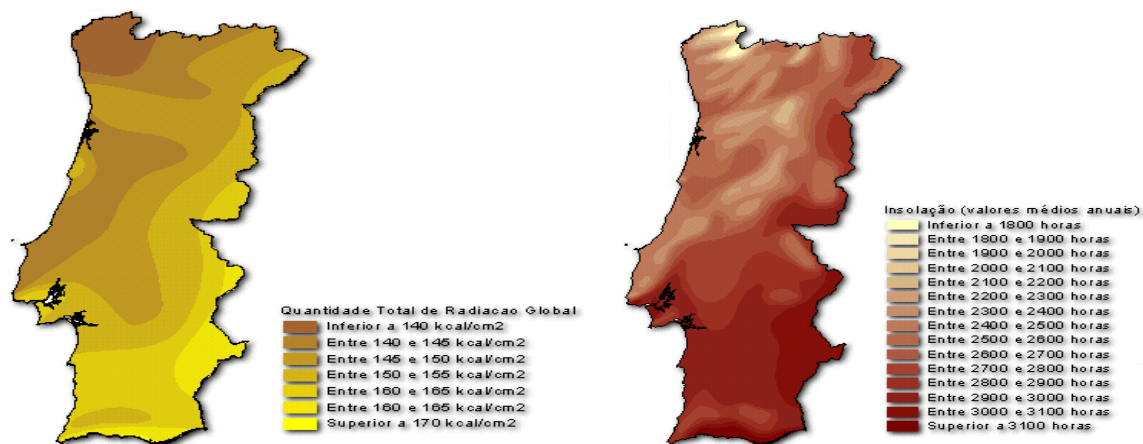 Quantidade Total de Radiacao Global
Inferior a 140 kcal/cm2
Entre 140 e 145 kcal/cm2
Entre 145 e 150 kcal/cm2
Entre 150 e 155 kcal/cm2
Entre 160 e 165 kcal/cm2
Entre 160 e 165 kcal/cm2
Superior a 170 kcal/cm2
Insolação (valores médios anuais)
Inferior a 1800 horas
Entre 1800 e 1900 horas
Entre 1900 e 2000 horas
Entre 2000 e 2100 horas
Entre 2100 e 2200 horas
Entre 2200 e 2300 horas
Entre 2300 e 2400 horas
Entre 2400 e 2500 horas
Entre 2500 e 2600 horas
Entre 2600 e 2700 horas
Entre 2700 e 2800 horas
Entre 2800 e 2900 horas
Entre 2900 e 3000 horas
Entre 3000 e 3100 horas
Superior a 3100 horas